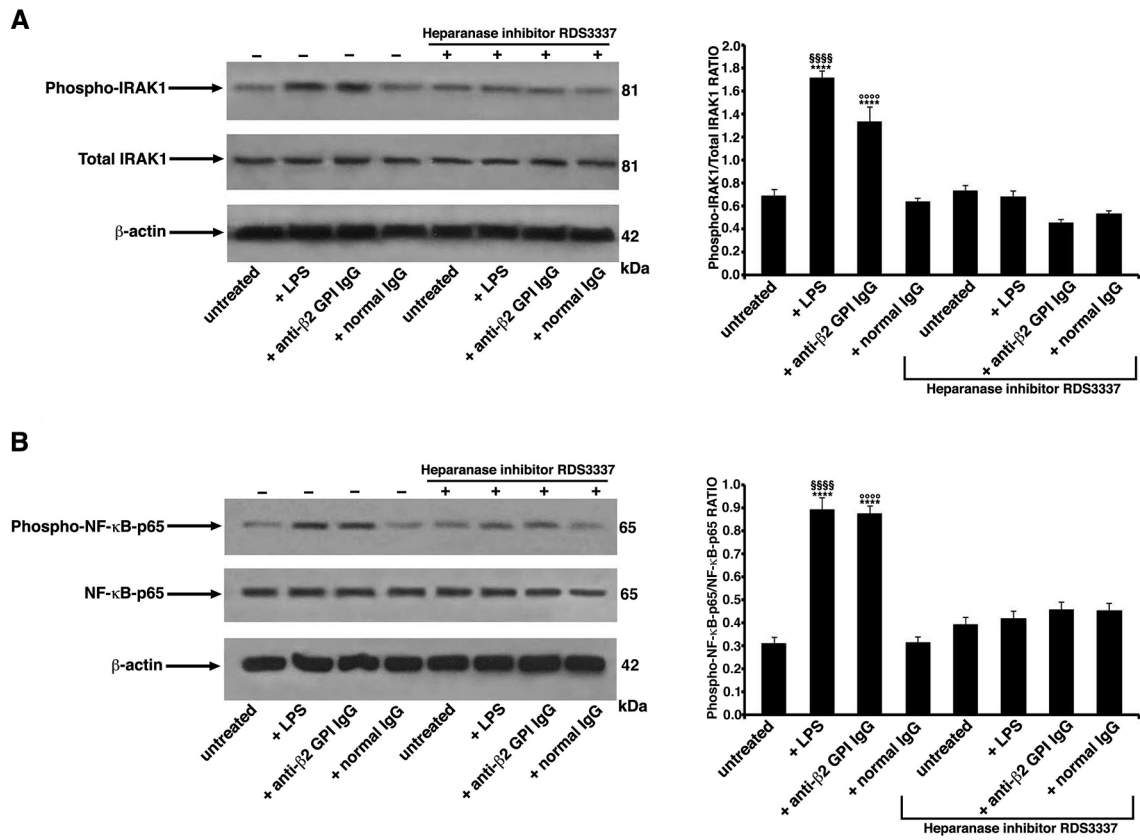 A
Heparanase inhibitor RDS3337
– – – – + + + +
Phospho-IRAK1
81
Total IRAK1
81
β-actin
42
kDa
untreated
+ LPS
+ anti-β2 GPI IgG
+ normal IgG
untreated
+ LPS
+ anti-β2 GPI IgG
+ normal IgG
Phospho-IRAK1/Total IRAK1 RATIO
2.0
1.8
1.6
1.4
1.2
1.0
0.8
0.6
0.4
0.2
0.0
§§§§
****
°°°°
****
untreated
+ LPS
+ anti-β2 GPI IgG
+ normal IgG
untreated
+ LPS
+ anti-β2 GPI IgG
+ normal IgG
Heparanase inhibitor RDS3337
B
Heparanase inhibitor RDS3337
– – – – + + + +
Phospho-NF-κB-p65
65
NF-κB-p65
65
β-actin
42
kDa
untreated
+ LPS
+ anti-β2 GPI IgG
+ normal IgG
untreated
+ LPS
+ anti-β2 GPI IgG
+ normal IgG
Phospho-NF-κB-p65/NF-κB-p65 RATIO
1.0
0.9
0.8
0.7
0.6
0.5
0.4
0.3
0.2
0.1
0.0
§§§§
****
°°°°
****
untreated
+ LPS
+ anti-β2 GPI IgG
+ normal IgG
untreated
+ LPS
+ anti-β2 GPI IgG
+ normal IgG
Heparanase inhibitor RDS3337